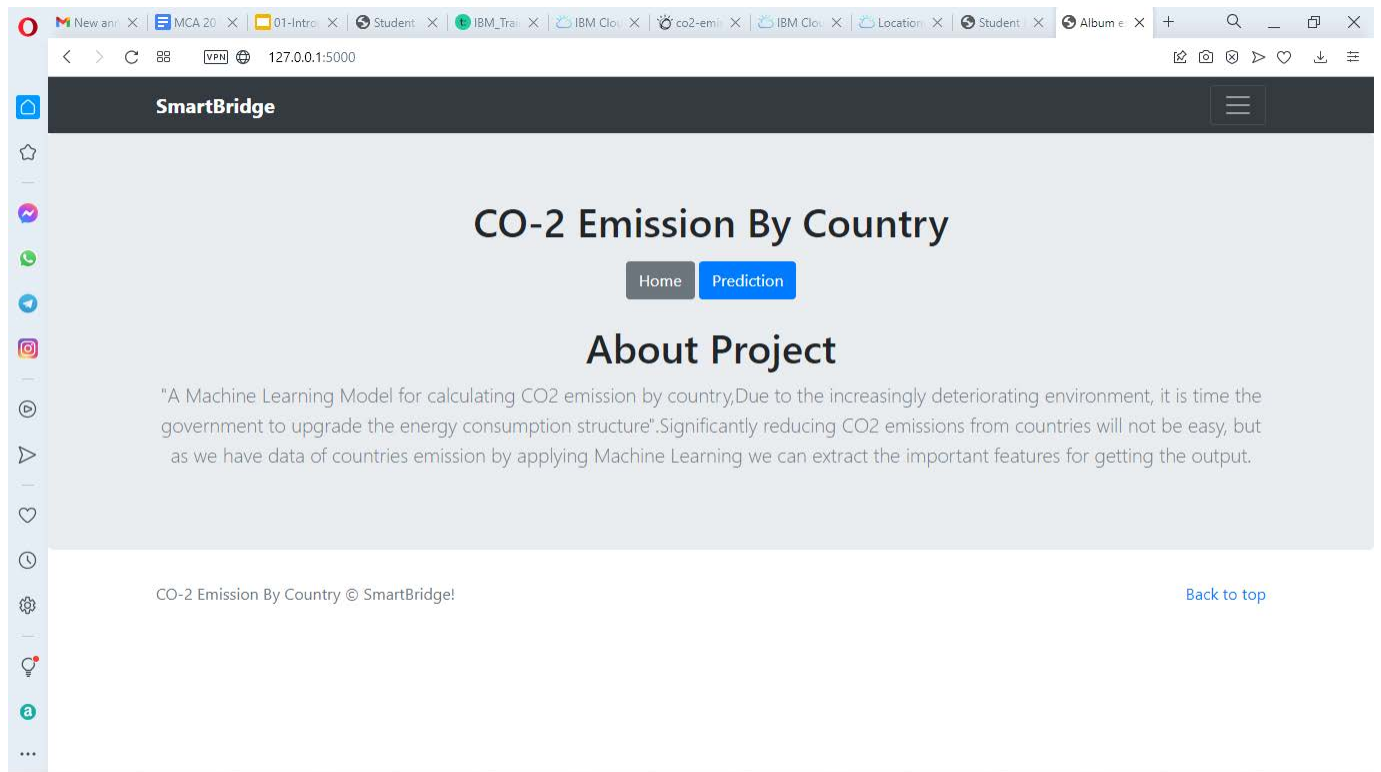 New ann
MCA 20
01-Intro
Student
IBM_Trai
IBM Clou
co2-emis
IBM Clou
Location
Student
Album e
VPN
127.0.0.1:5000
SmartBridge
CO-2 Emission By Country
Home Prediction
About Project
"A Machine Learning Model for calculating CO2 emission by country,Due to the increasingly deteriorating environment, it is time the
government to upgrade the energy consumption structure".Significantly reducing CO2 emissions from countries will not be easy, but
as we have data of countries emission by applying Machine Learning we can extract the important features for getting the output.
CO-2 Emission By Country © SmartBridge!
Back to top